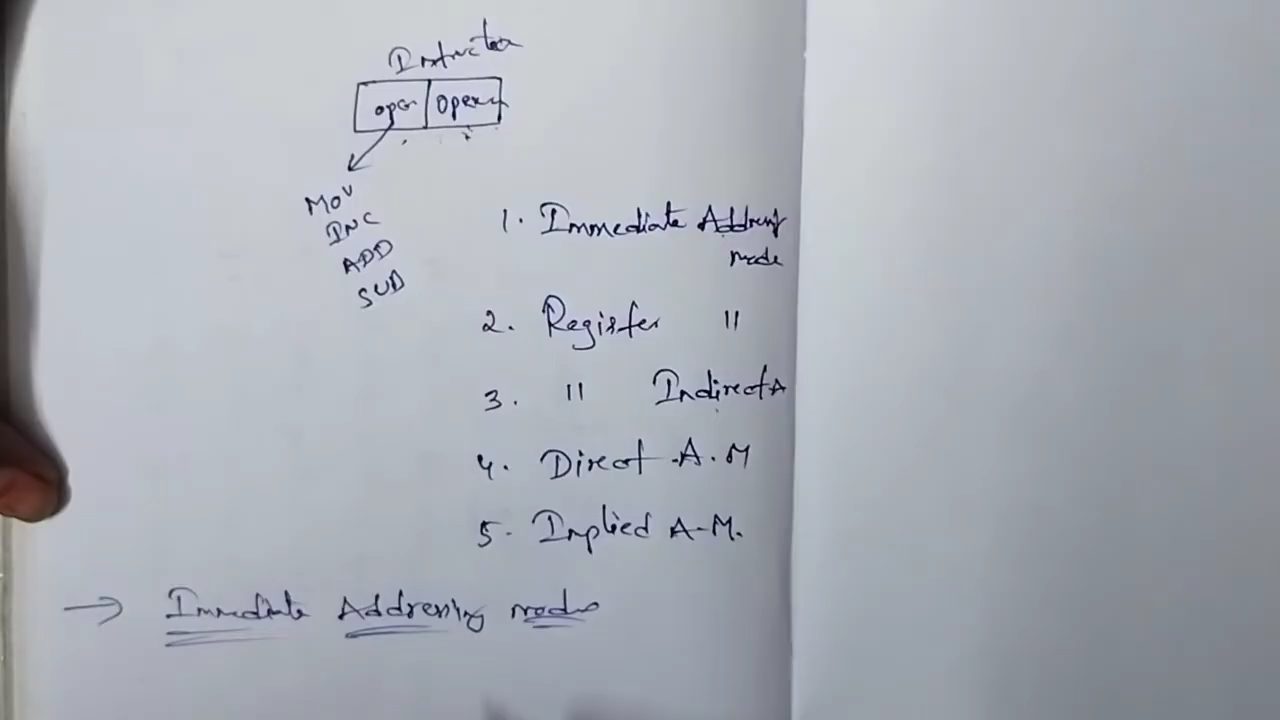 Instruction
open Operand
MOV
INC
ADD
SUB
1. Immediate Addressing
mode
2. Register "
3. " Indirect A
4. Direct A.M
5. Implied A-M.
→ Immediate Addressing mode